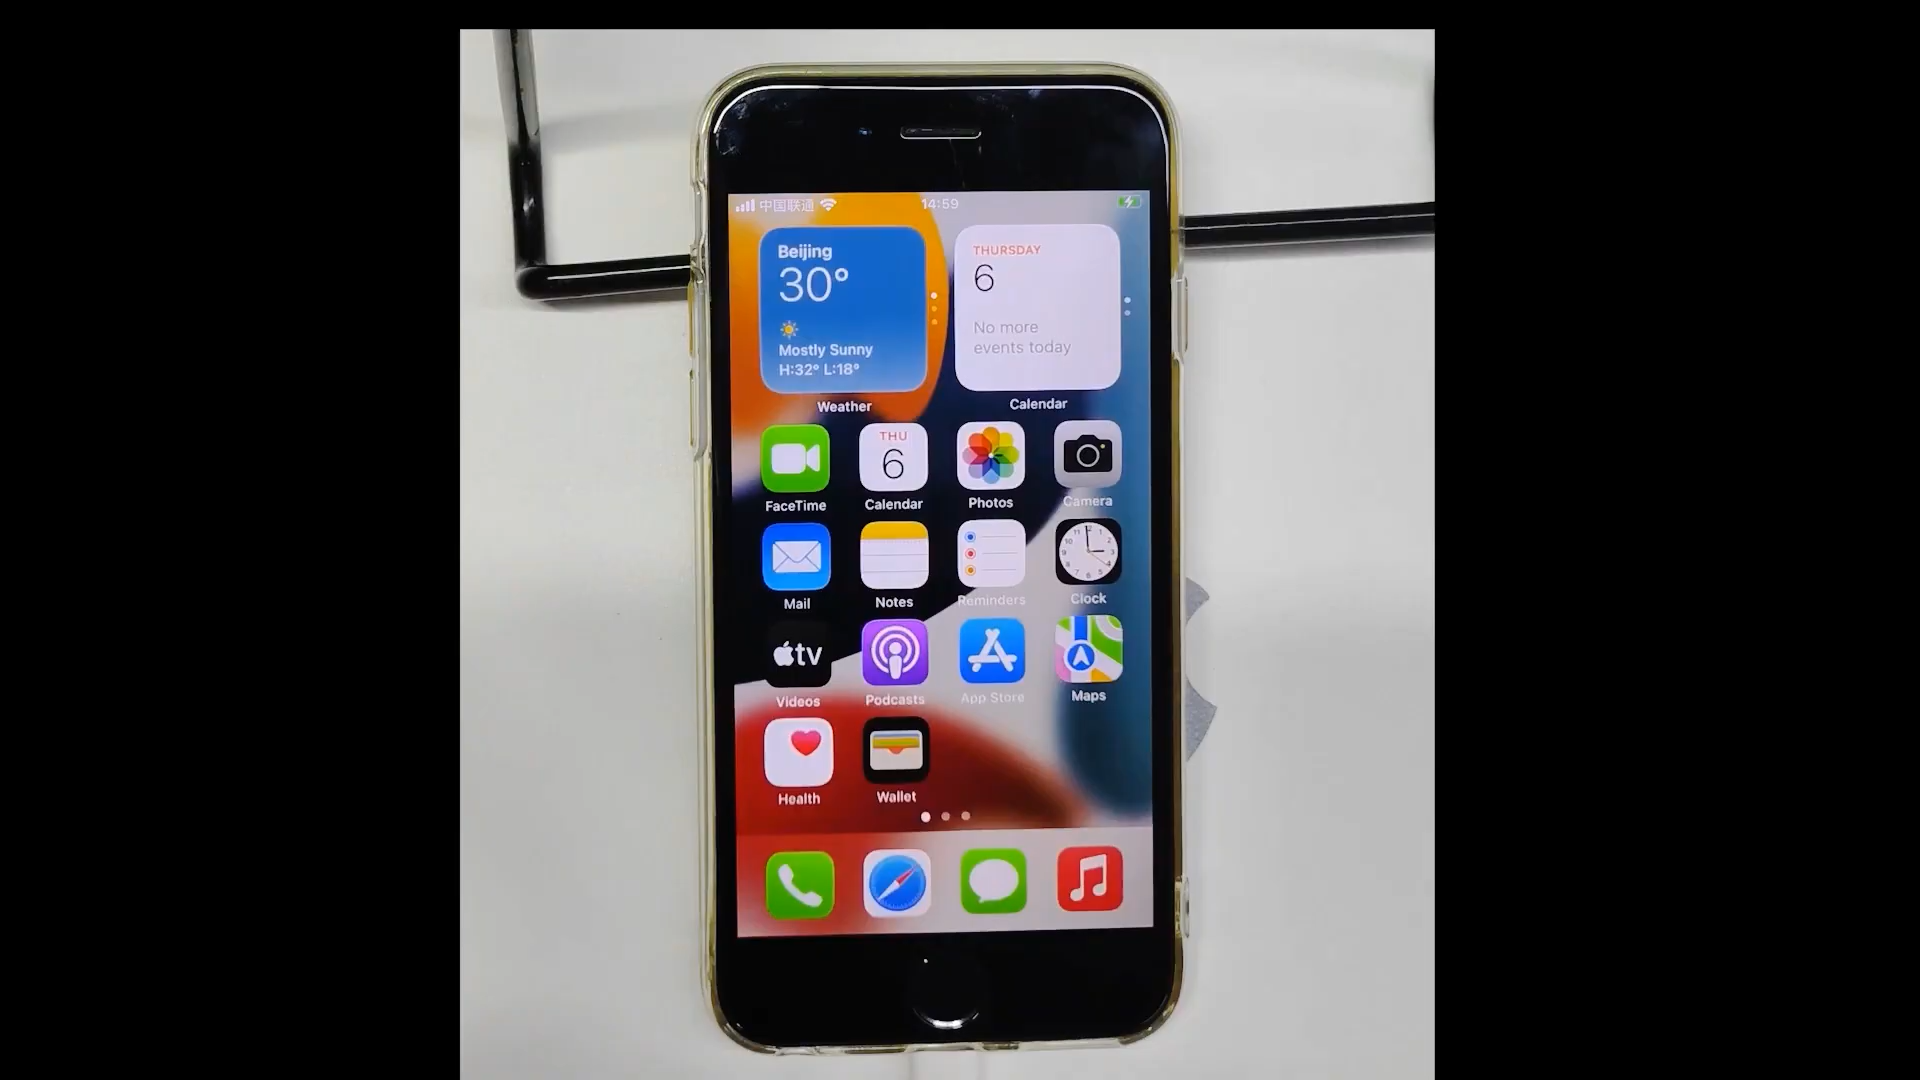 中国联通
14:59
Beijing
30°
Mostly Sunny
H:32° L:18°
Weather
THURSDAY
6
No more
events today
Calendar
FaceTime
THU
6
Calendar
Photos
Camera
Mail
Notes
Reminders
Clock
tv
Videos
Podcasts
App Store
Maps
Health
Wallet